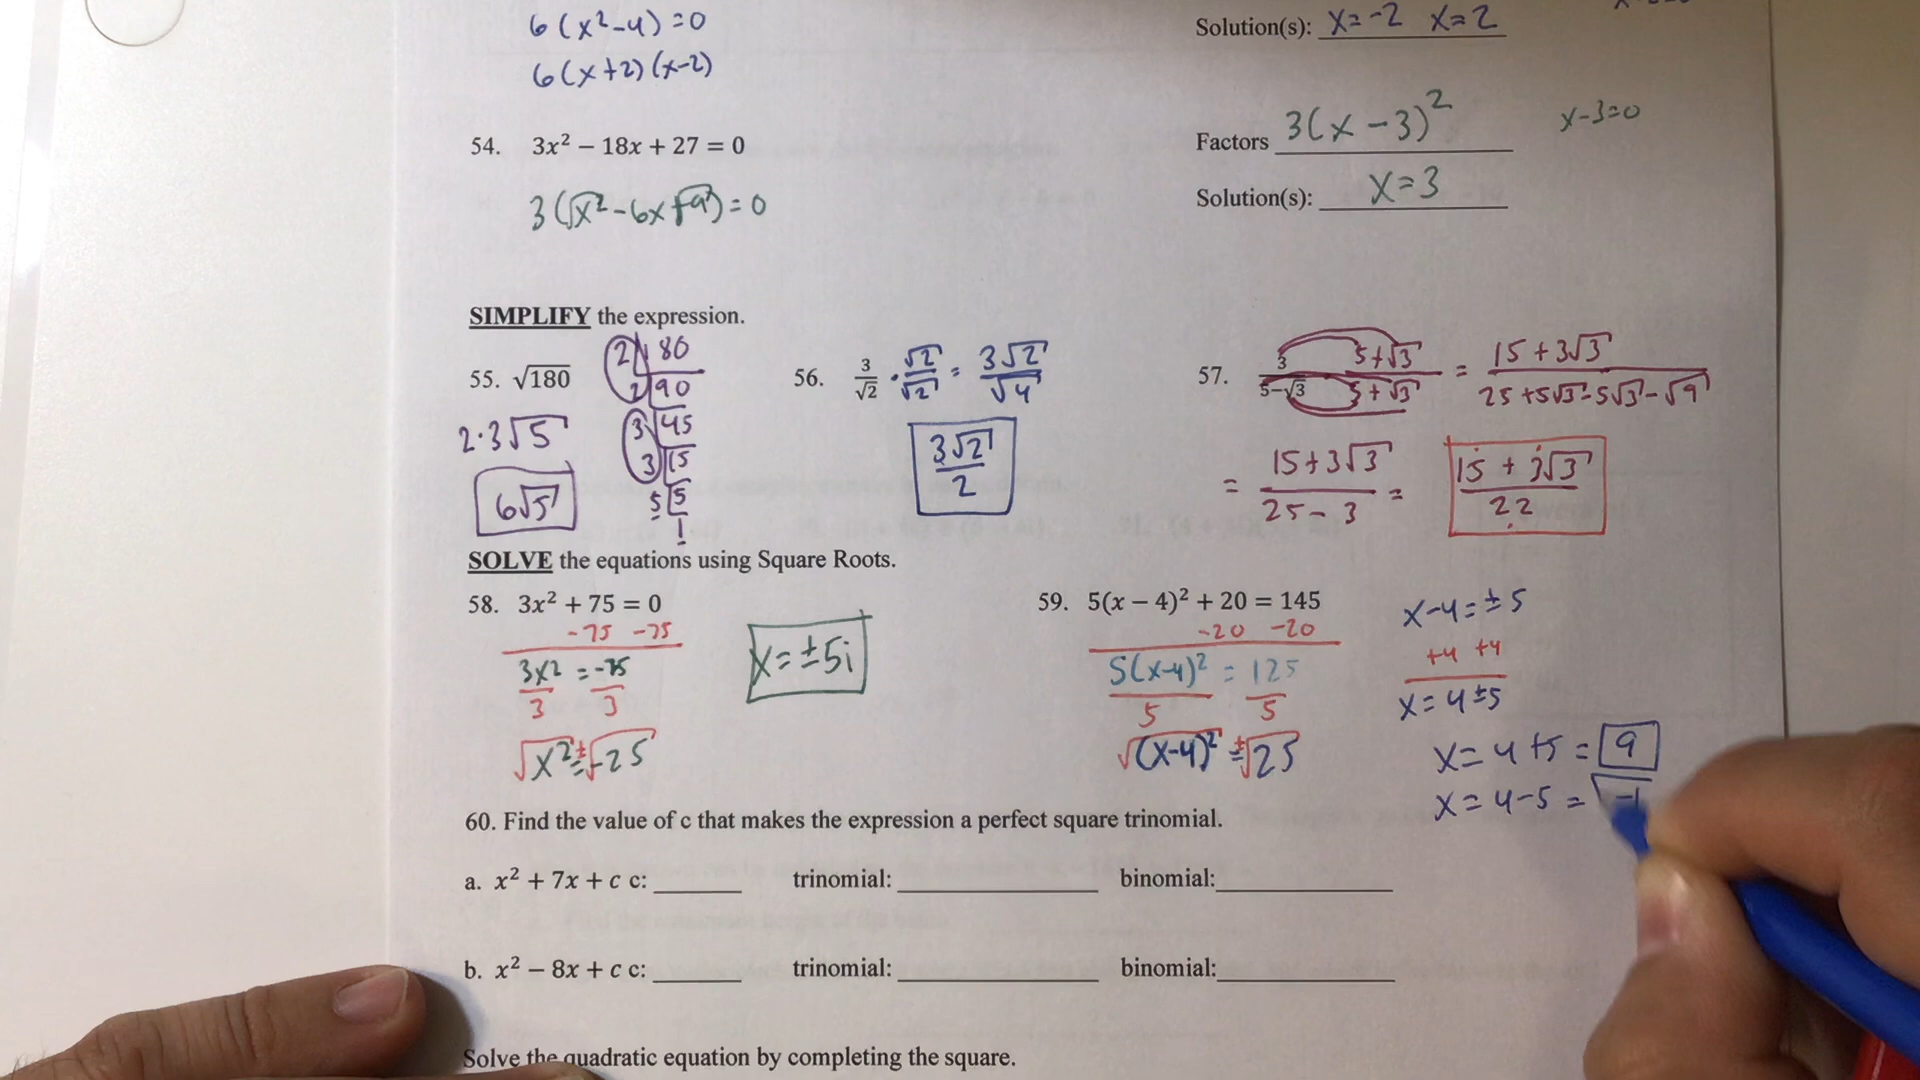 6(x²-4)=0
6(x+2)(x-2)
Solution(s): x=-2 x=2
54. 3x² − 18x + 27 = 0
3(x²-6x+9)=0
Factors 3(x-3)²
x-3=0
Solution(s): x=3
SIMPLIFY the expression.
55. √180
2 | 180
2 | 90
3 | 45
3 | 15
5 | 5
1
2·3√5
6√5
56. 3/√2 · √2/√2 = 3√2/√4
3√2/2
57. 3/(5−√3) 5+√3/5+√3 = 15+3√3/25+5√3-5√3-√9
= 15+3√3/25-3 = 15+3√3/22
SOLVE the equations using Square Roots.
58. 3x² + 75 = 0
-75 -75
3x²/3 = -75/3
√x² = ±√-25
x=±5i
59. 5(x − 4)² + 20 = 145
-20 -20
5(x-4)²/5 = 125/5
√(x-4)² = ±√25
x-4=±5
+4 +4
x=4±5
x=4+5=9
x=4-5=-1
60. Find the value of c that makes the expression a perfect square trinomial.
a. x² + 7x + c c: ______ trinomial: ______ binomial: ______
b. x² − 8x + c c: ______ trinomial: ______ binomial: ______
Solve the quadratic equation by completing the square.